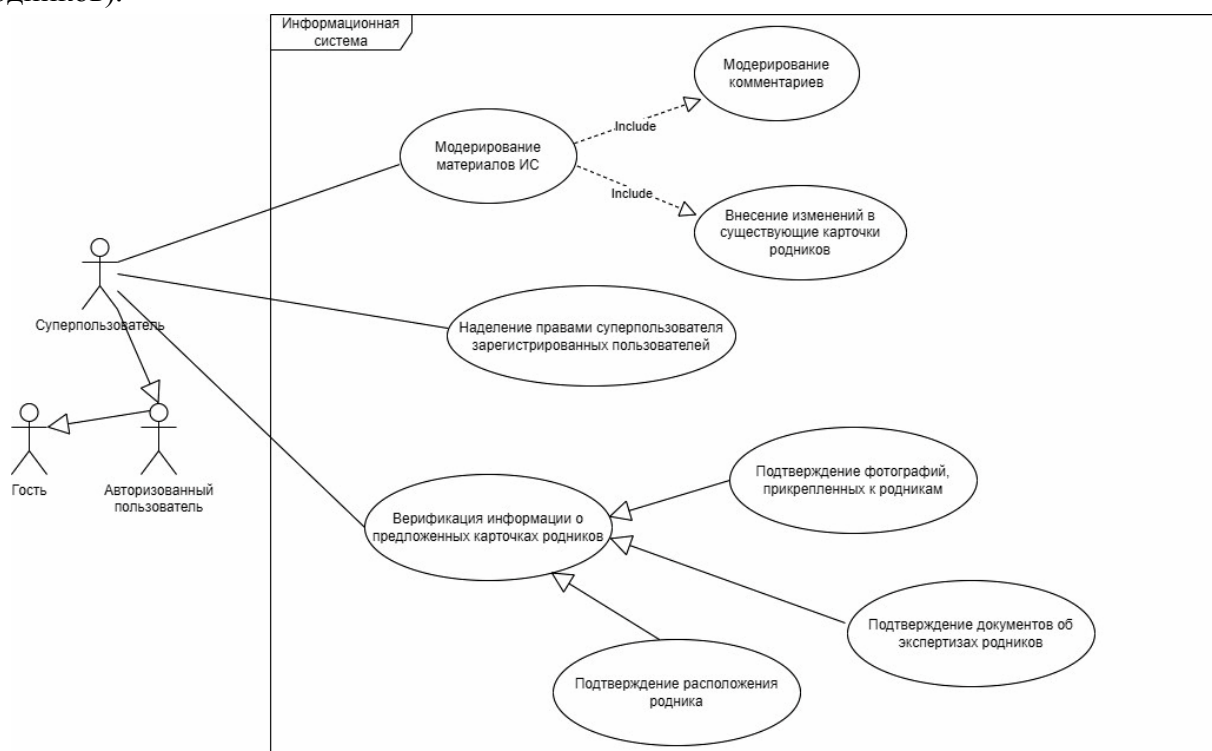 Информационная
система
Модерирование
комментариев
Include
Модерирование
материалов ИС
Include
Внесение изменений в
существующие карточки
родников
Суперпользователь
Наделение правами суперпользователя
зарегистрированных пользователей
Гость
Авторизованный
пользователь
Подтверждение фотографий,
прикрепленных к родникам
Верификация информации о
предложенных карточках родников
Подтверждение документов об
экспертизах родников
Подтверждение расположения
родника